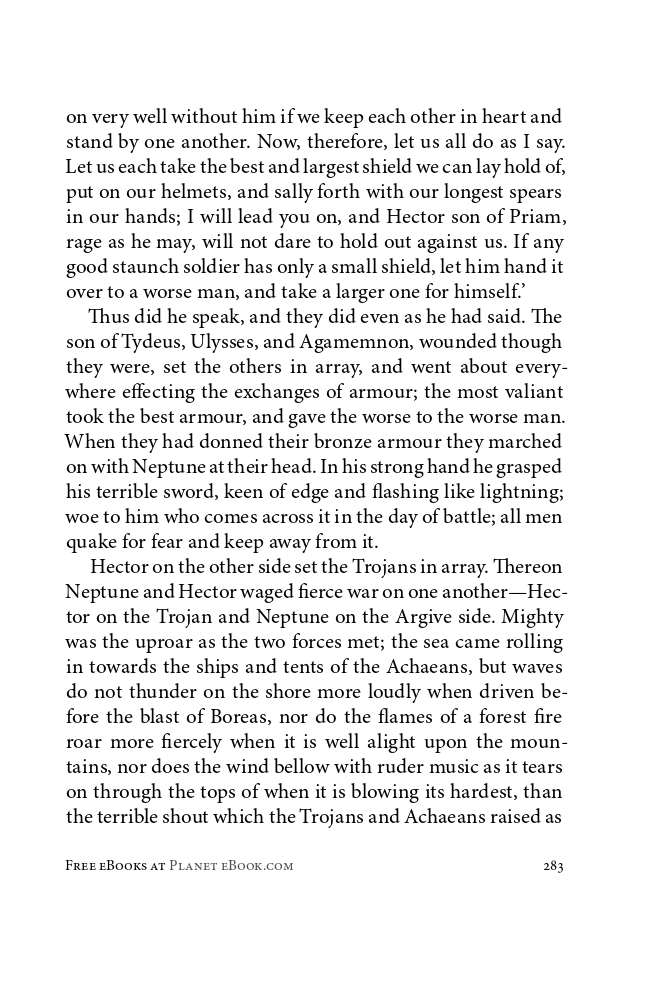 on very well without him if we keep each other in heart and
stand by one another. Now, therefore, let us all do as I say.
Let us each take the best and largest shield we can lay hold of,
put on our helmets, and sally forth with our longest spears
in our hands; I will lead you on, and Hector son of Priam,
rage as he may, will not dare to hold out against us. If any
good staunch soldier has only a small shield, let him hand it
over to a worse man, and take a larger one for himself.’
Thus did he speak, and they did even as he had said. The
son of Tydeus, Ulysses, and Agamemnon, wounded though
they were, set the others in array, and went about every-
where effecting the exchanges of armour; the most valiant
took the best armour, and gave the worse to the worse man.
When they had donned their bronze armour they marched
on with Neptune at their head. In his strong hand he grasped
his terrible sword, keen of edge and flashing like lightning;
woe to him who comes across it in the day of battle; all men
quake for fear and keep away from it.
Hector on the other side set the Trojans in array. Thereon
Neptune and Hector waged fierce war on one another—Hec-
tor on the Trojan and Neptune on the Argive side. Mighty
was the uproar as the two forces met; the sea came rolling
in towards the ships and tents of the Achaeans, but waves
do not thunder on the shore more loudly when driven be-
fore the blast of Boreas, nor do the flames of a forest fire
roar more fiercely when it is well alight upon the moun-
tains, nor does the wind bellow with ruder music as it tears
on through the tops of when it is blowing its hardest, than
the terrible shout which the Trojans and Achaeans raised as
Free eBooks at Planet eBook.com 283